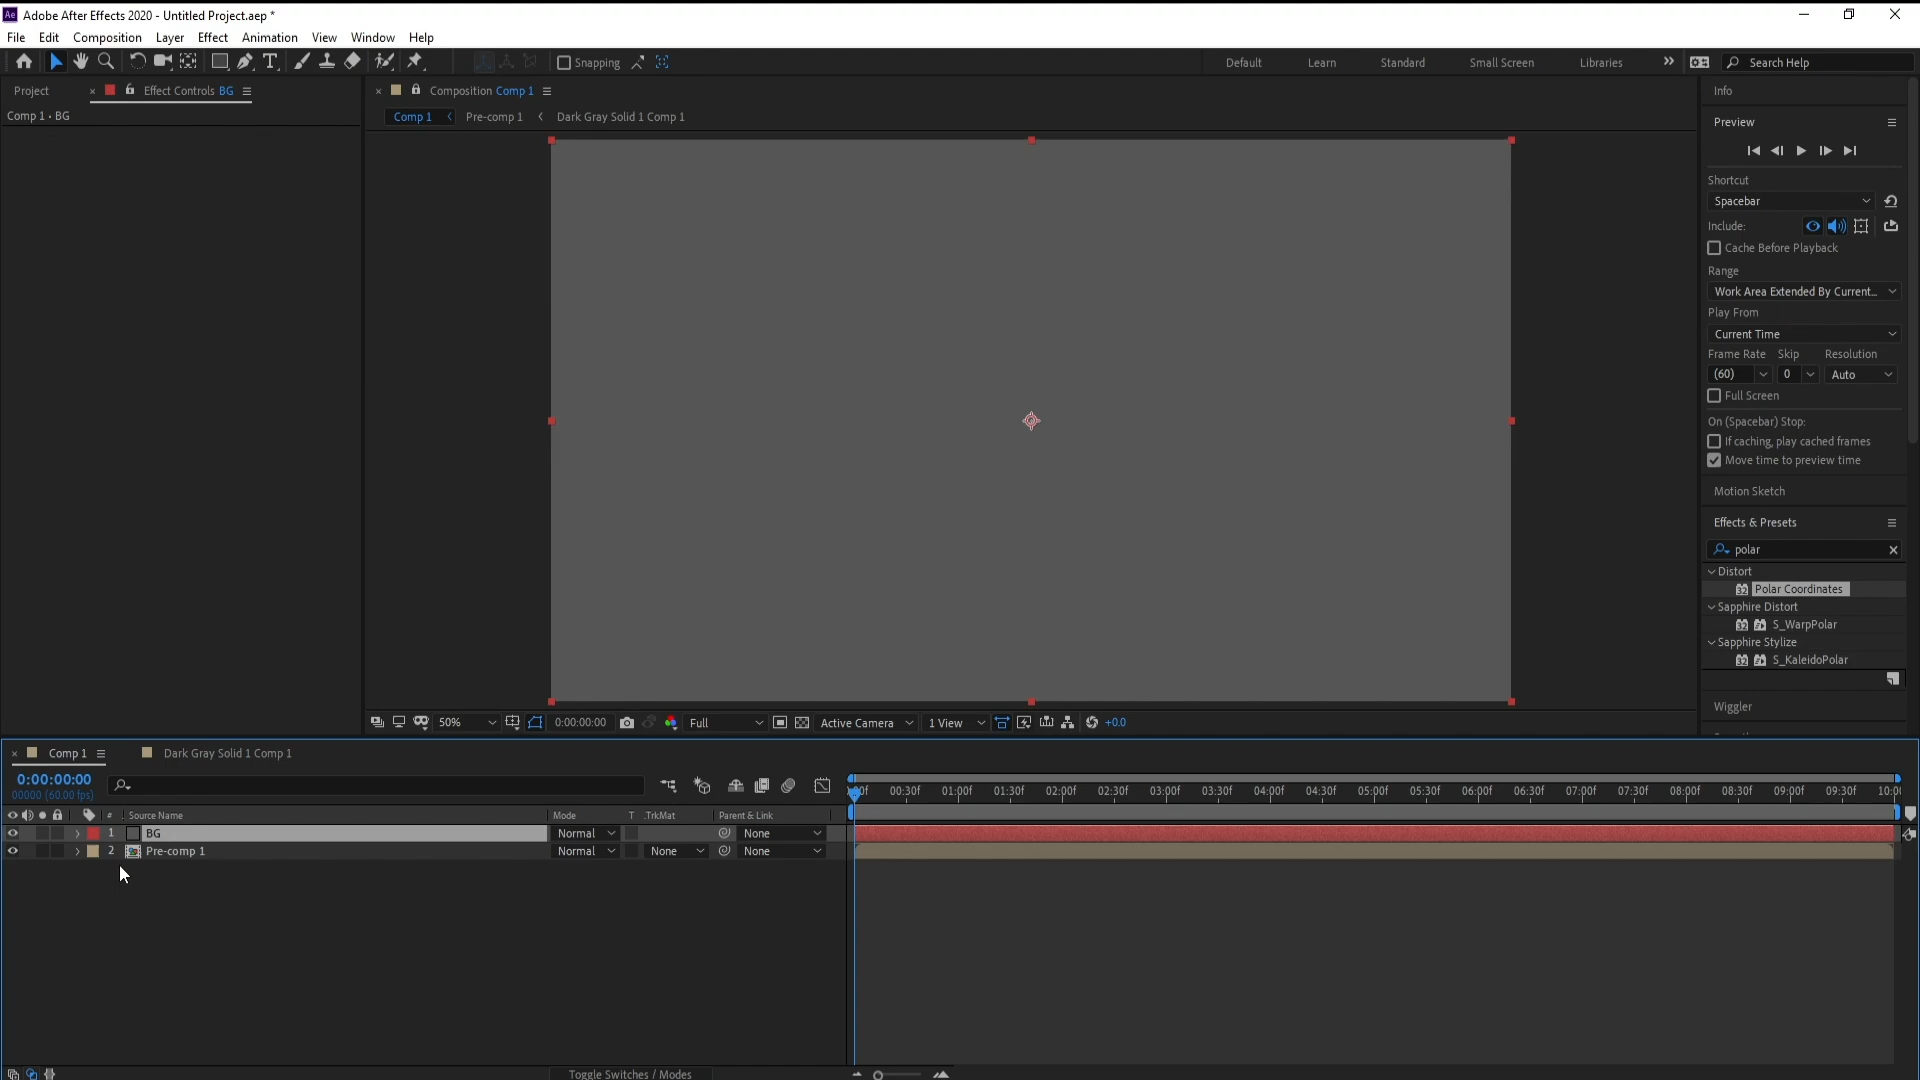 Ae Adobe After Effects 2020 - Untitled Project.aep *
File Edit Composition Layer Effect Animation View Window Help
Snapping Default Learn Standard Small Screen Libraries Search Help
Project Effect Controls BG
Comp 1 • BG
Composition Comp 1
Comp 1 Pre-comp 1 Dark Gray Solid 1 Comp 1
Info
Preview
Shortcut
Spacebar
Include:
Cache Before Playback
Range
Work Area Extended By Current...
Play From
Current Time
Frame Rate Skip Resolution
(60) 0 Auto
Full Screen
On (Spacebar) Stop:
If caching, play cached frames
Move time to preview time
Motion Sketch
Effects & Presets
polar
Distort
32 Polar Coordinates
Sapphire Distort
32 S_WarpPolar
Sapphire Stylize
32 S_KaleidoPolar
Wiggler
50% 0:00:00:00 Full Active Camera 1 View +0.0
Comp 1 Dark Gray Solid 1 Comp 1
0:00:00:00
00000 (60.00 fps)
00:30f 01:00f 01:30f 02:00f 02:30f 03:00f 03:30f 04:00f 04:30f 05:00f 05:30f 06:00f 06:30f 07:00f 07:30f 08:00f 08:30f 09:00f 09:30f 10:0
# Source Name Mode T .TrkMat Parent & Link
1 BG Normal None
2 Pre-comp 1 Normal None None
Toggle Switches / Modes